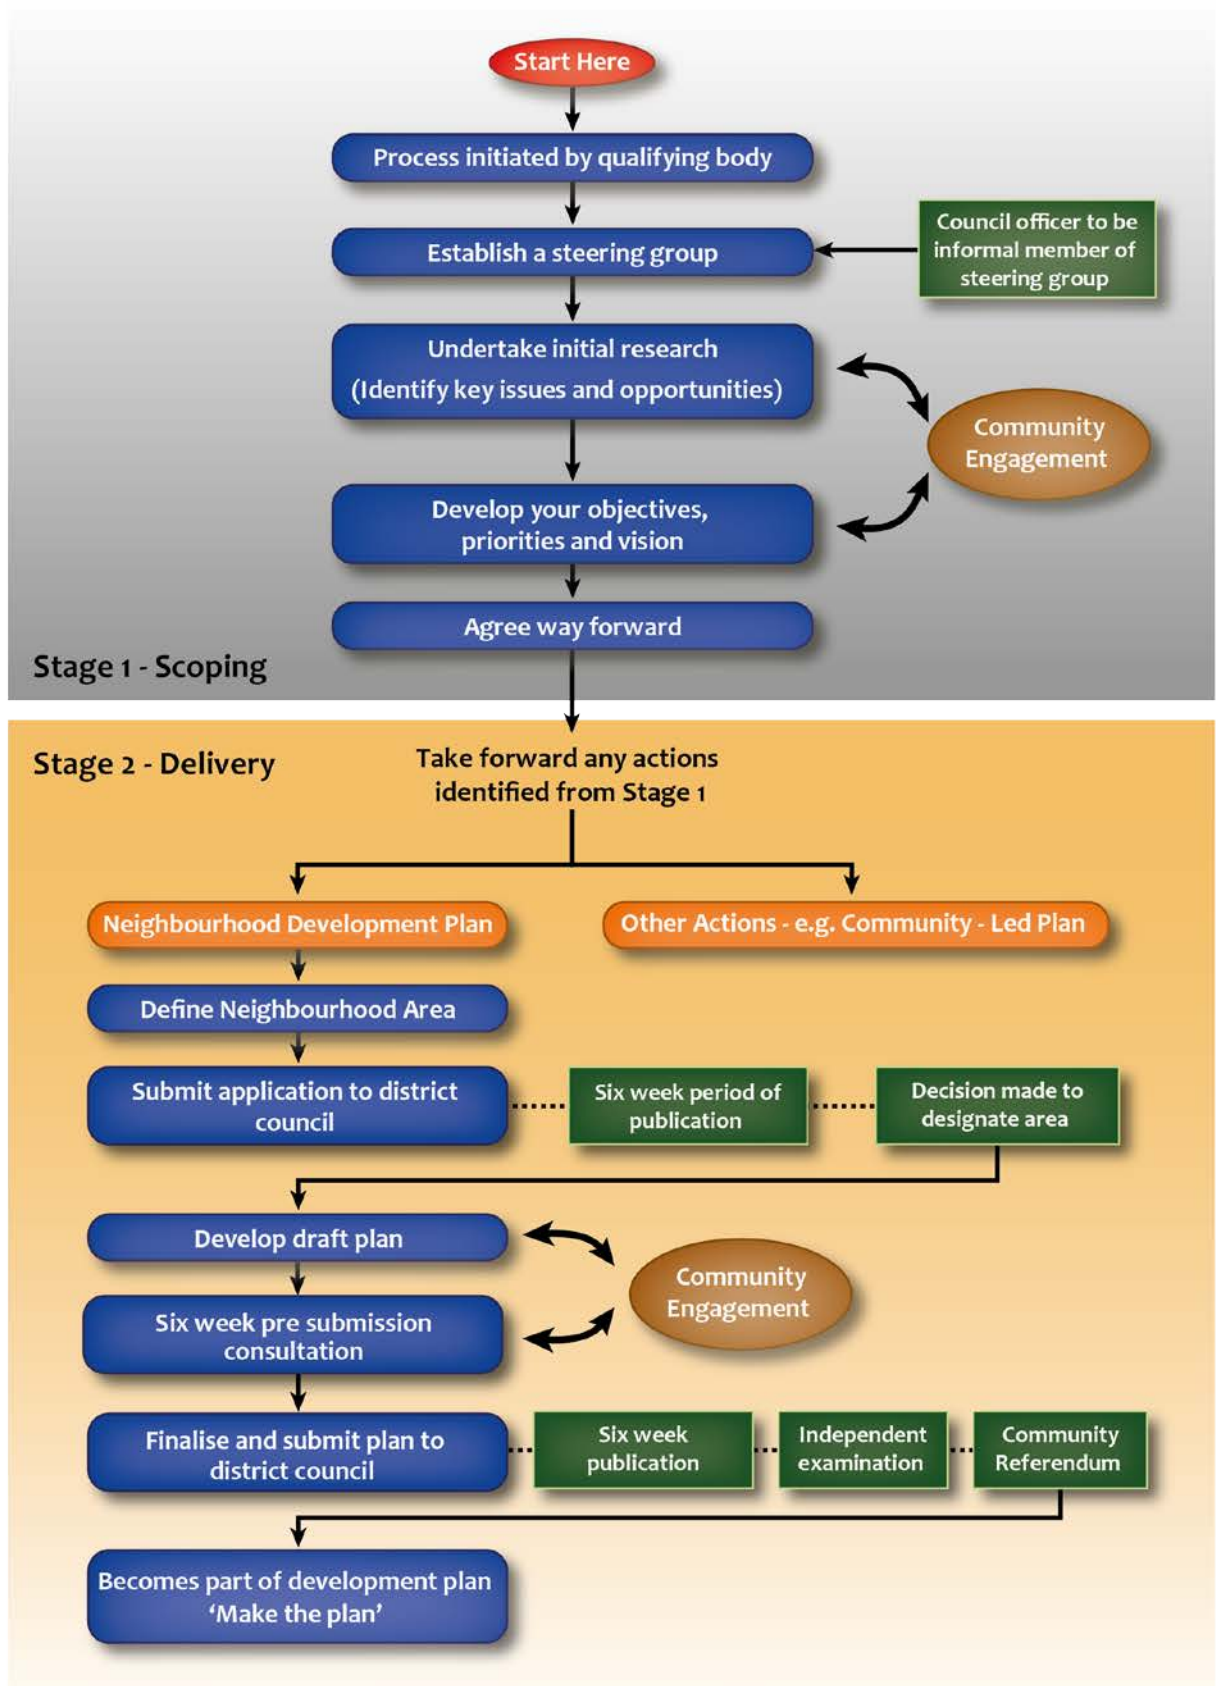 Start Here
Process initiated by qualifying body
Establish a steering group
Council officer to be
informal member of
steering group
Undertake initial research
(Identify key issues and opportunities)
Community
Engagement
Develop your objectives,
priorities and vision
Agree way forward
Stage 1 - Scoping
Stage 2 - Delivery
Take forward any actions
identified from Stage 1
Neighbourhood Development Plan
Other Actions - e.g. Community - Led Plan
Define Neighbourhood Area
Submit application to district
council
Six week period of
publication
Decision made to
designate area
Develop draft plan
Community
Engagement
Six week pre submission
consultation
Finalise and submit plan to
district council
Six week
publication
Independent
examination
Community
Referendum
Becomes part of development plan
‘Make the plan’